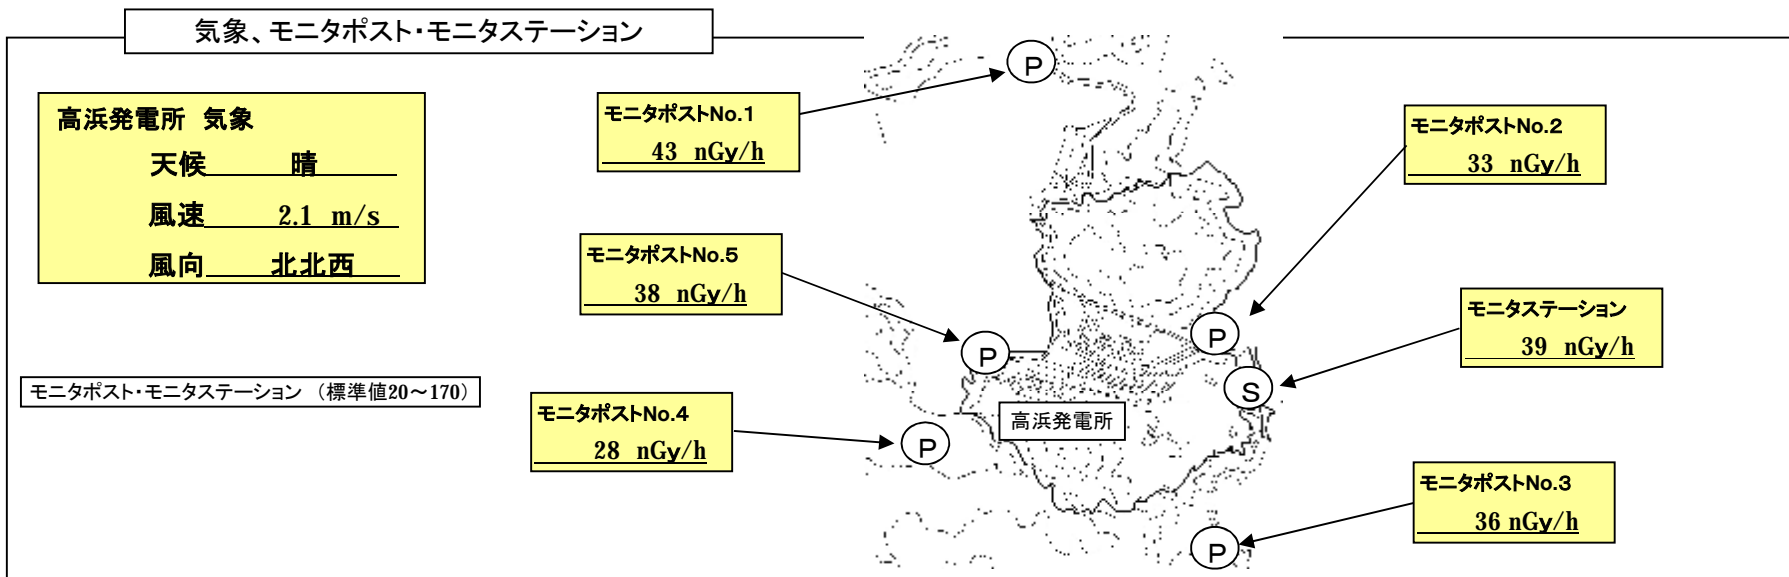 気象、モニタポスト・モニタステーション
高浜発電所 気象
天候 晴
風速 2.1 m/s
風向 北北西
モニタポスト・モニタステーション (標準値20～170)
モニタポストNo.1
43 nGy/h
モニタポストNo.5
38 nGy/h
モニタポストNo.4
28 nGy/h
P
P
P
高浜発電所
P
S
P
モニタポストNo.2
33 nGy/h
モニタステーション
39 nGy/h
モニタポストNo.3
36 nGy/h